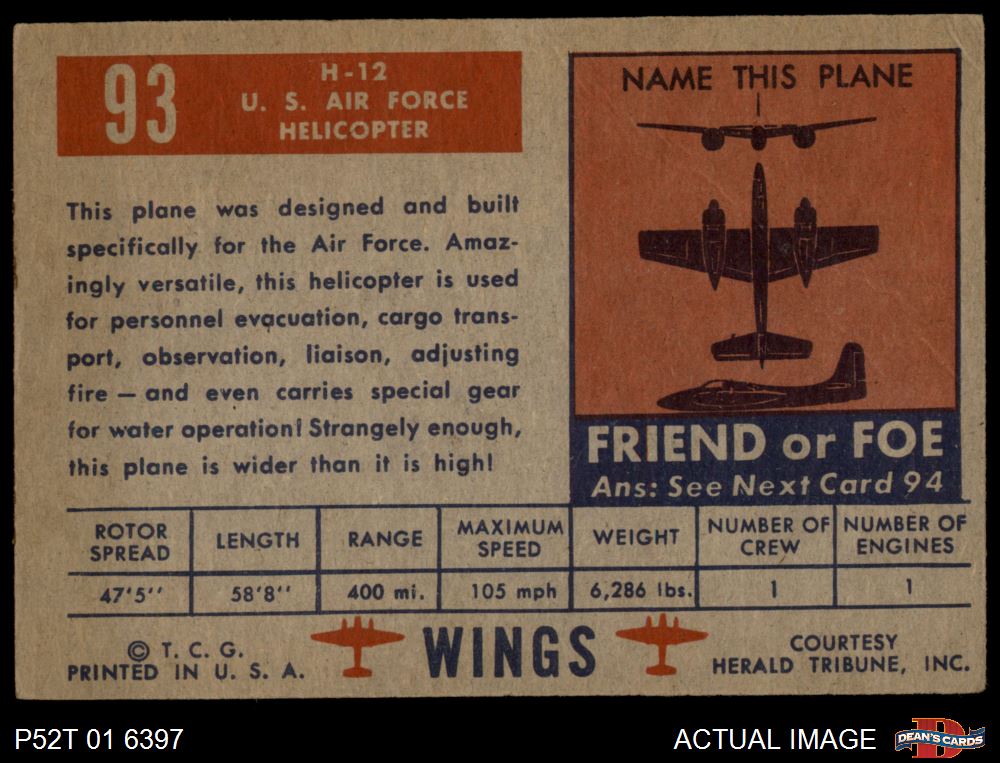 93
H-12
U. S. AIR FORCE
HELICOPTER
This plane was designed and built
specifically for the Air Force. Amaz-
ingly versatile, this helicopter is used
for personnel evacuation, cargo trans-
port, observation, liaison, adjusting
fire — and even carries special gear
for water operation! Strangely enough,
this plane is wider than it is high!
NAME THIS PLANE
FRIEND or FOE
Ans: See Next Card 94
ROTOR SPREAD LENGTH RANGE MAXIMUM SPEED WEIGHT NUMBER OF CREW NUMBER OF ENGINES
47'5'' 58'8'' 400 mi. 105 mph 6,286 lbs. 1 1
© T. C. G.
PRINTED IN U. S. A.
WINGS
COURTESY
HERALD TRIBUNE, INC.
P52T 01 6397
ACTUAL IMAGE
D
DEAN'S CARDS